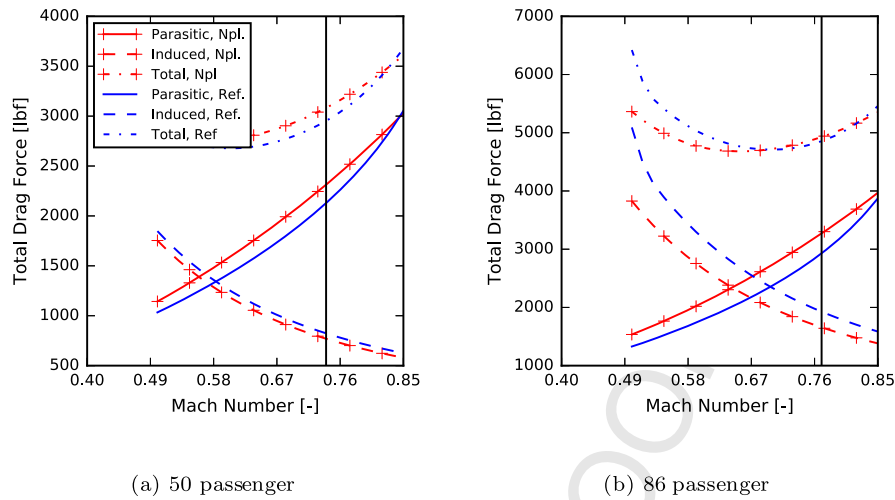 4000
3500
3000
2500
2000
1500
1000
500
Total Drag Force [lbf]
Parasitic, Npl.
Induced, Npl.
Total, Npl
Parasitic, Ref.
Induced, Ref.
Total, Ref
0.40 0.49 0.58 0.67 0.76 0.85
Mach Number [-]
(a) 50 passenger
7000
6000
5000
4000
3000
2000
1000
Total Drag Force [lbf]
0.40 0.49 0.58 0.67 0.76 0.85
Mach Number [-]
(b) 86 passenger